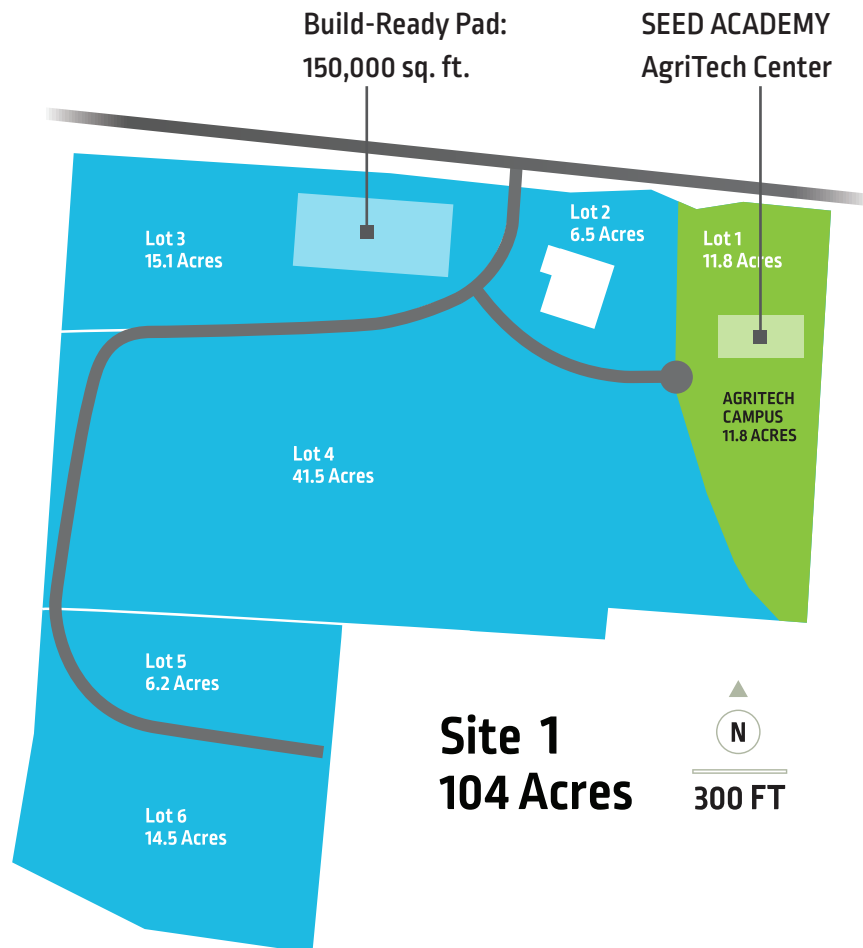 Build-Ready Pad:
150,000 sq. ft.
SEED ACADEMY
AgriTech Center
Lot 3
15.1 Acres
Lot 2
6.5 Acres
Lot 1
11.8 Acres
AGRITECH
CAMPUS
11.8 ACRES
Lot 4
41.5 Acres
Lot 5
6.2 Acres
Lot 6
14.5 Acres
Site 1
104 Acres
N
300 FT